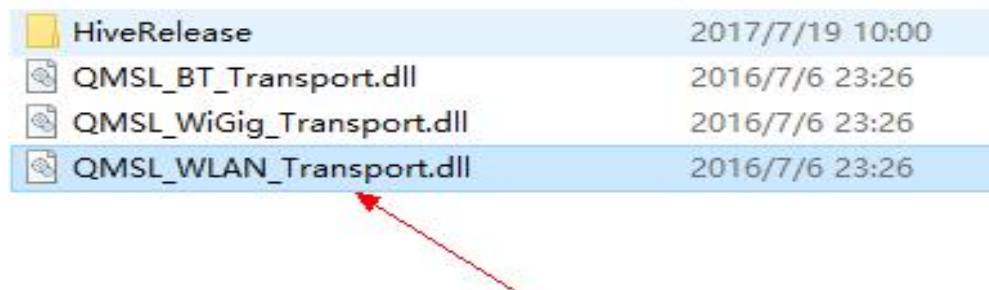 HiveRelease 2017/7/19 10:00
QMSL_BT_Transport.dll 2016/7/6 23:26
QMSL_WiGig_Transport.dll 2016/7/6 23:26
QMSL_WLAN_Transport.dll 2016/7/6 23:26